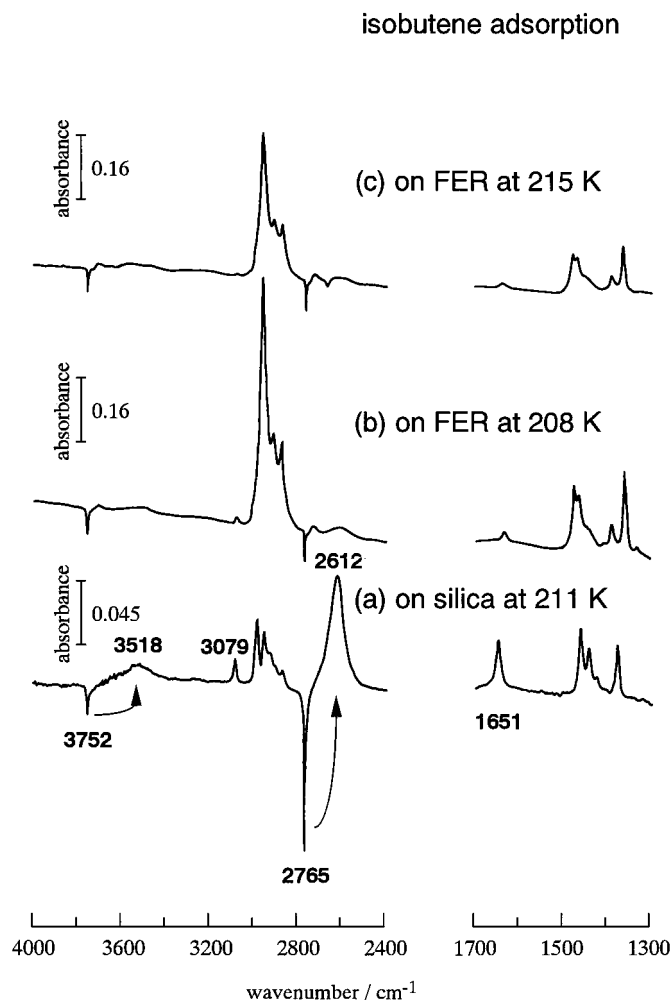 isobutene adsorption
absorbance
0.16
(c) on FER at 215 K
absorbance
0.16
(b) on FER at 208 K
2612
absorbance
0.045
(a) on silica at 211 K
3518
3079
3752
1651
2765
4000
3600
3200
2800
2400
1700
1500
1300
wavenumber / cm-1